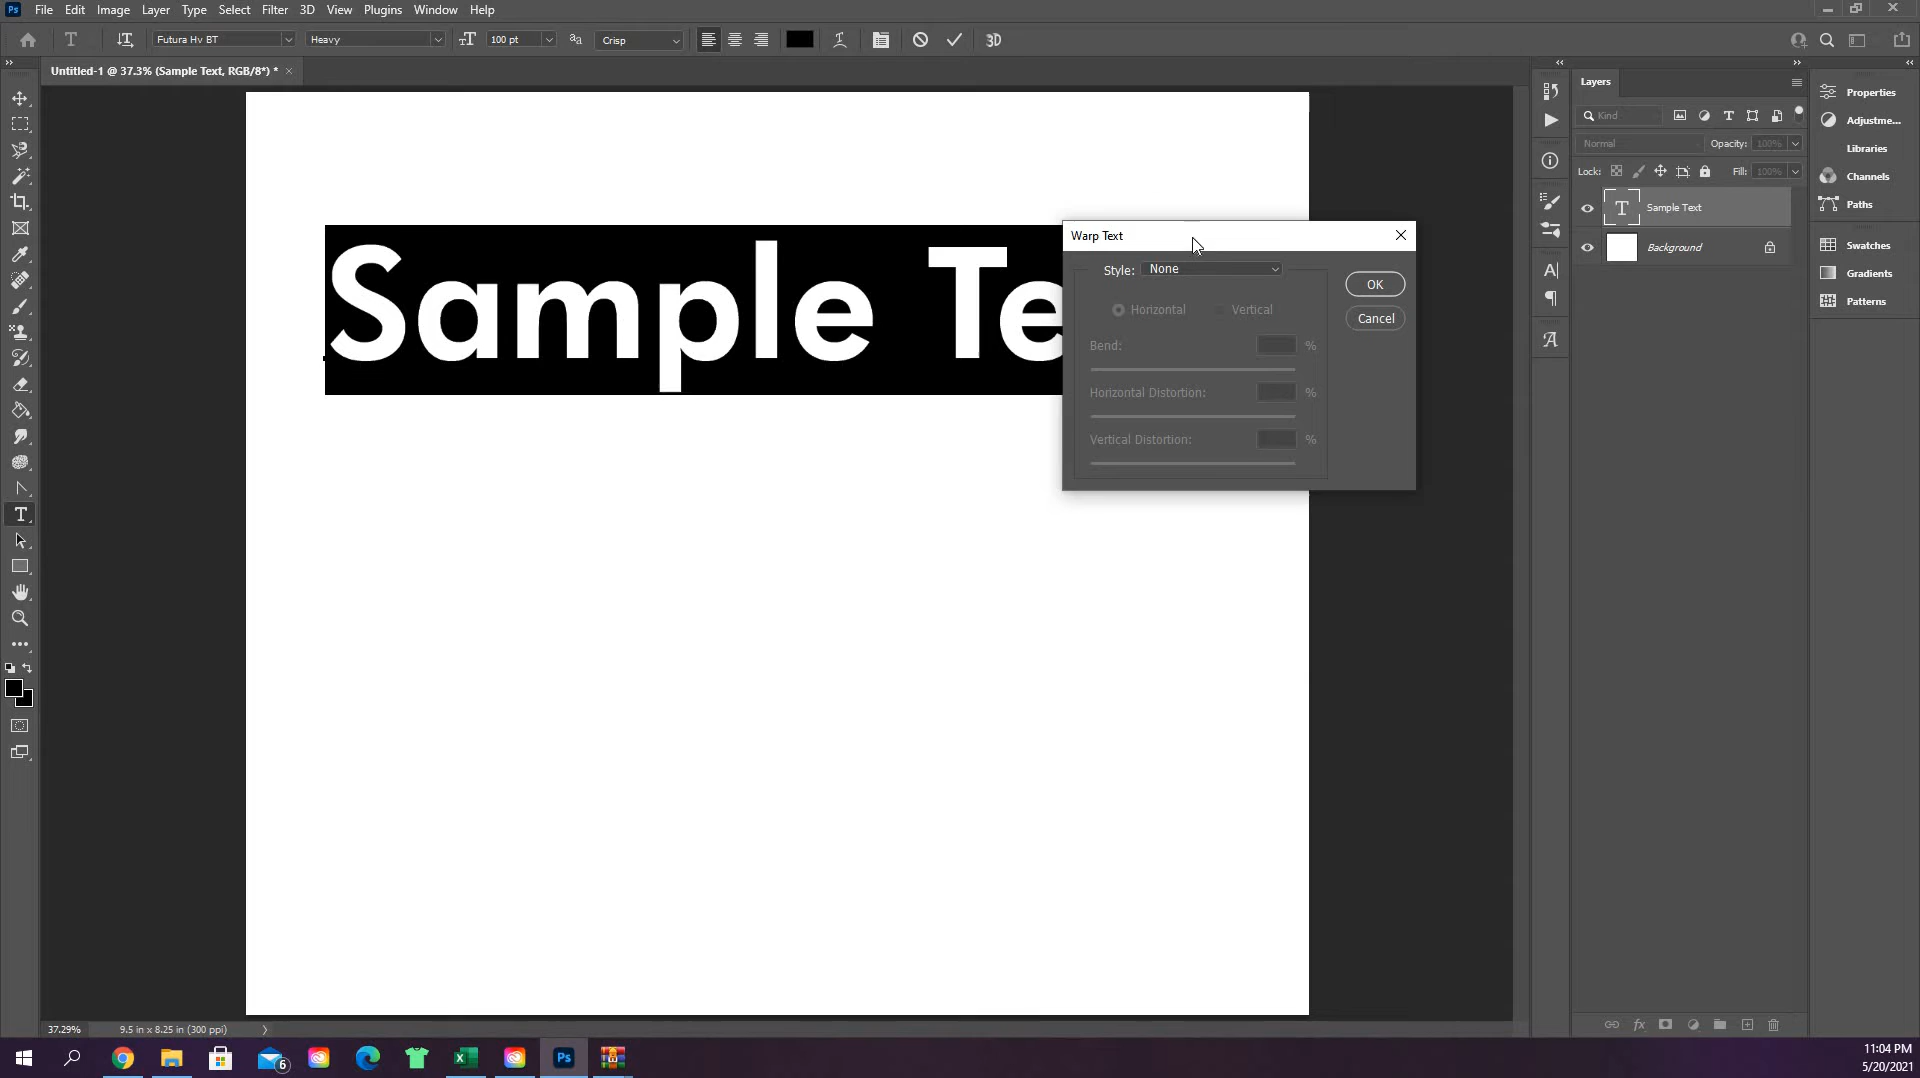 Ps File Edit Image Layer Type Select Filter 3D View Plugins Window Help
T Futura Hv BT Heavy 100 pt Crisp 3D
Untitled-1 @ 37.3% (Sample Text, RGB/8*) *
Layers
Kind
Normal Opacity: 100%
Lock: Fill: 100%
T Sample Text
Background
Properties
Adjustme...
Libraries
Channels
Paths
Swatches
Gradients
Patterns
Sample Te
Warp Text
Style: None
OK
Horizontal Vertical
Cancel
Bend: %
Horizontal Distortion: %
Vertical Distortion: %
37.29% 9.5 in x 8.25 in (300 ppi)
6
Ps
11:04 PM
5/20/2021